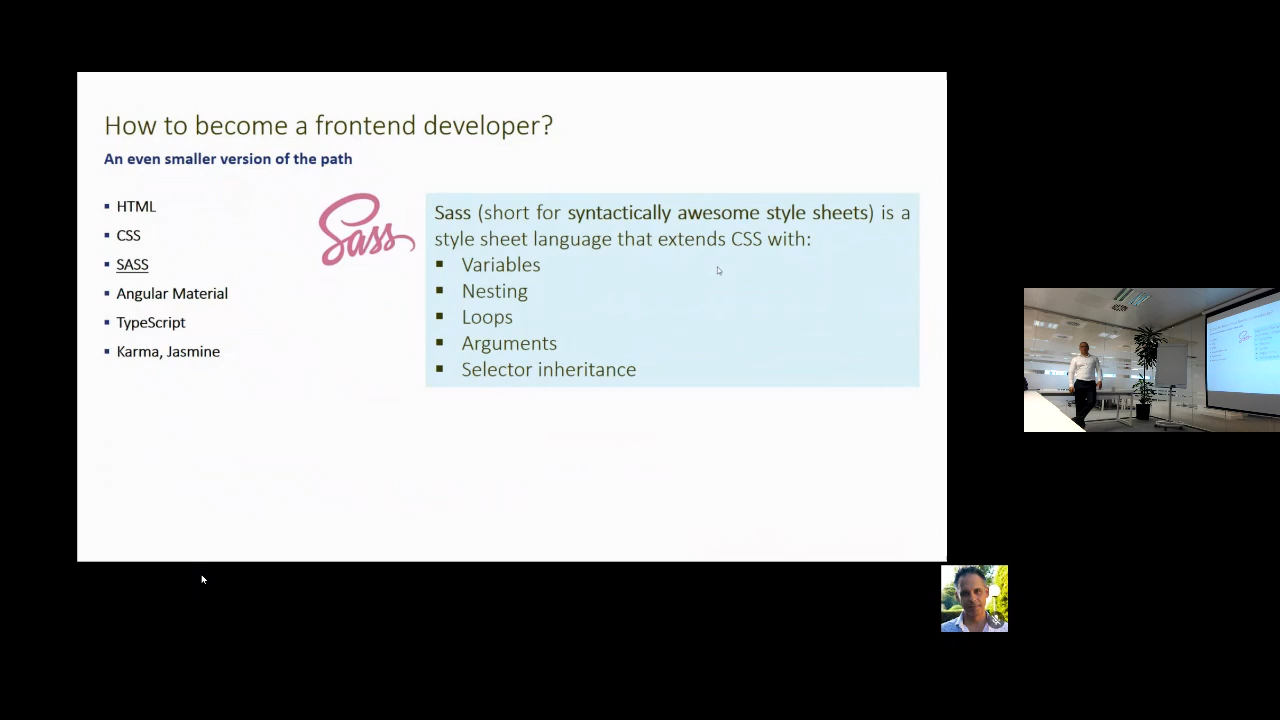 How to become a frontend developer?
An even smaller version of the path
▪ HTML
▪ CSS
▪ SASS
▪ Angular Material
▪ TypeScript
▪ Karma, Jasmine
Sass
Sass (short for syntactically awesome style sheets) is a
style sheet language that extends CSS with:
▪ Variables
▪ Nesting
▪ Loops
▪ Arguments
▪ Selector inheritance